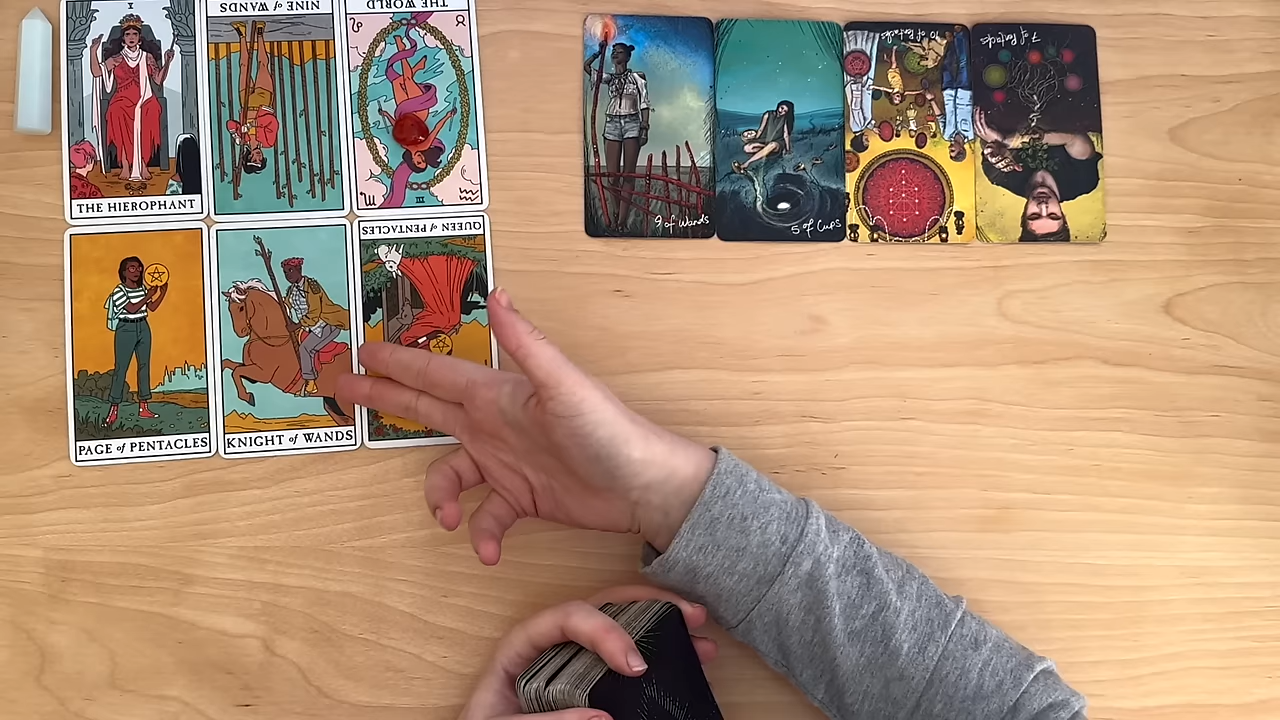 THE HIEROPHANT
NINE of WANDS
THE WORLD
PAGE of PENTACLES
KNIGHT of WANDS
QUEEN of PENTACLES
9 of Wands
5 of Cups
10 of Pentacles
7 of Pentacles